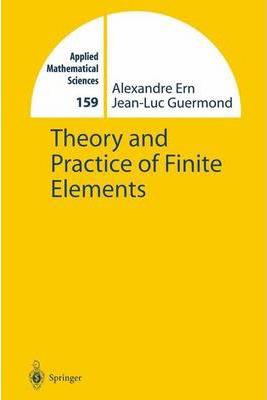 Applied
Mathematical
Sciences
159
Alexandre Ern
Jean-Luc Guermond
Theory and
Practice of Finite
Elements
Springer